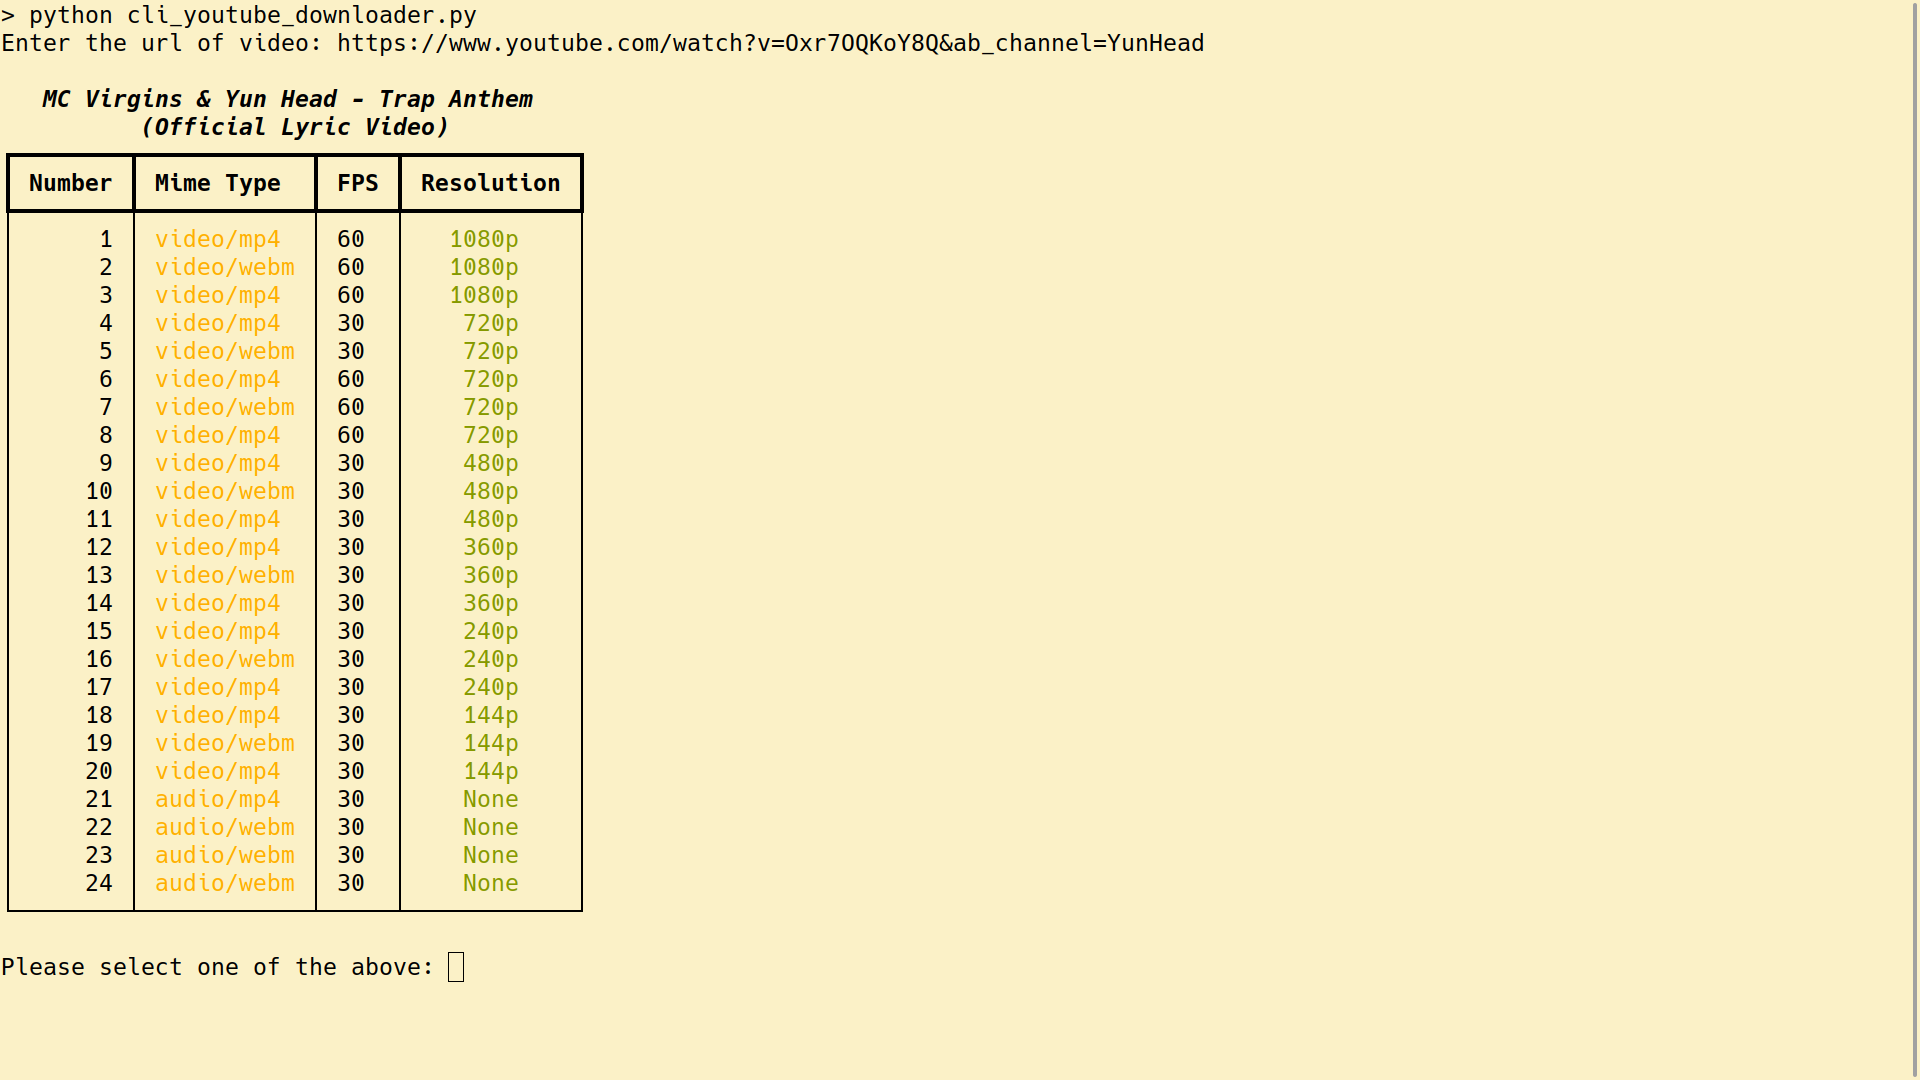 > python cli_youtube_downloader.py
Enter the url of video: https://www.youtube.com/watch?v=Oxr7OQKoY8Q&ab_channel=YunHead
MC Virgins & Yun Head - Trap Anthem
(Official Lyric Video)
Number Mime Type FPS Resolution
1 video/mp4 60 1080p
2 video/webm 60 1080p
3 video/mp4 60 1080p
4 video/mp4 30 720p
5 video/webm 30 720p
6 video/mp4 60 720p
7 video/webm 60 720p
8 video/mp4 60 720p
9 video/mp4 30 480p
10 video/webm 30 480p
11 video/mp4 30 480p
12 video/mp4 30 360p
13 video/webm 30 360p
14 video/mp4 30 360p
15 video/mp4 30 240p
16 video/webm 30 240p
17 video/mp4 30 240p
18 video/mp4 30 144p
19 video/webm 30 144p
20 video/mp4 30 144p
21 audio/mp4 30 None
22 audio/webm 30 None
23 audio/webm 30 None
24 audio/webm 30 None
Please select one of the above: